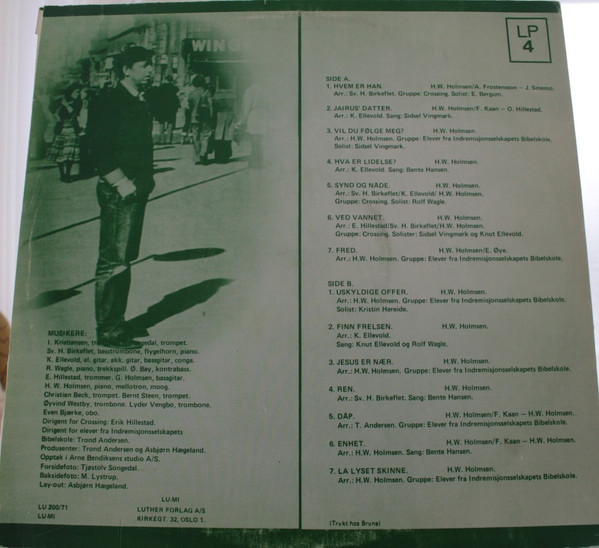 WING
MUSIKERE:
I. Kristiansen, trompet.
Sv. H. Birkeflet, basstrombone, flygelhorn, piano.
K. Ellevold, el. gitar, akk. gitar, bassgitar, conga.
R. Wagle, piano, trekkspill. Ø. Bøy, kontrabass.
E. Hillestad, trommer, G. Holmsen, bassgitar.
H. W. Holmsen, piano, mellotron, moog.
Christian Beck, trompet. Bernt Steen, trompet.
Øyvind Westby, trombone. Lyder Vengbo, trombone.
Even Bjærke, obo.
Dirigent for Crossing: Erik Hillestad.
Dirigent for elever fra Indremisjonsselskapets
Bibelskole: Trond Andersen.
Produsenter: Trond Andersen og Asbjørn Hægeland.
Opptak i Arne Bendiksens studio A/S.
Forsidefoto: Tjøstolv Songedal.
Baksidefoto: M. Lystrup.
Lay-out: Asbjørn Hægeland.
LU-MI
LU 200/71 LUTHER FORLAG A/S
LU-MI KIRKEGT. 32, OSLO 1.
LP
4
SIDE A.
1. HVEM ER HAN. H.W. Holmsen/A. Frostenson – J. Smemo.
Arr.: Sv. H. Birkeflet. Gruppe: Crossing. Solist: E. Bergum.
2. JAIRUS' DATTER. H.W. Holmsen/F. Kaan – O. Hillestad.
Arr.: K. Ellevold. Sang: Sidsel Vingmark.
3. VIL DU FØLGE MEG? H.W. Holmsen.
Arr.: H.W. Holmsen. Gruppe: Elever fra Indremisjonsselskapets Bibelskole.
Solist: Sidsel Vingmark.
4. HVA ER LIDELSE? H.W. Holmsen.
Arr.: K. Ellevold. Sang: Bente Hansen.
5. SYND OG NÅDE. H.W. Holmsen.
Arr.: Sv. H. Birkeflet/K. Ellevold/ H.W. Holmsen.
Gruppe: Crossing. Solist: Rolf Wagle.
6. VED VANNET. H.W. Holmsen.
Arr.: E. Hillestad/Sv. H. Birkeflet/H.W. Holmsen.
Gruppe: Crossing. Solister: Sidsel Vingmark og Knut Ellevold.
7. FRED. H.W. Holmsen/E. Øye.
Arr.: H.W. Holmsen. Gruppe: Elever fra Indremisjonsselskapets Bibelskole.
SIDE B.
1. USKYLDIGE OFFER. H.W. Holmsen.
Arr.: H.W. Holmsen. Gruppe: Elever fra Indremisjonsselskapets Bibelskole.
Solist: Kristin Høreide.
2. FINN FRELSEN. H.W. Holmsen.
Arr.: K. Ellevold.
Sang: Knut Ellevold og Rolf Wagle.
3. JESUS ER NÆR. H.W. Holmsen.
Arr.: H.W. Holmsen. Gruppe: Elever fra Indremisjonsselskapets Bibelskole.
4. REN. H.W. Holmsen.
Arr.: Sv. H. Birkeflet. Sang: Bente Hansen.
5. DÅP. H.W. Holmsen/F. Kaan – H.W. Holmsen.
Arr.: T. Andersen. Gruppe: Elever fra Indremisjonsselskapets Bibelskole.
6. ENHET. H.W. Holmsen/F. Kaan – H.W. Holmsen.
Arr.: H.W. Holmsen. Sang: Bente Hansen.
7. LA LYSET SKINNE. H.W. Holmsen.
Arr.: H.W. Holmsen. Gruppe: Elever fra Indremisjonsselskapets Bibelskole.
(Trykt hos Bruns)